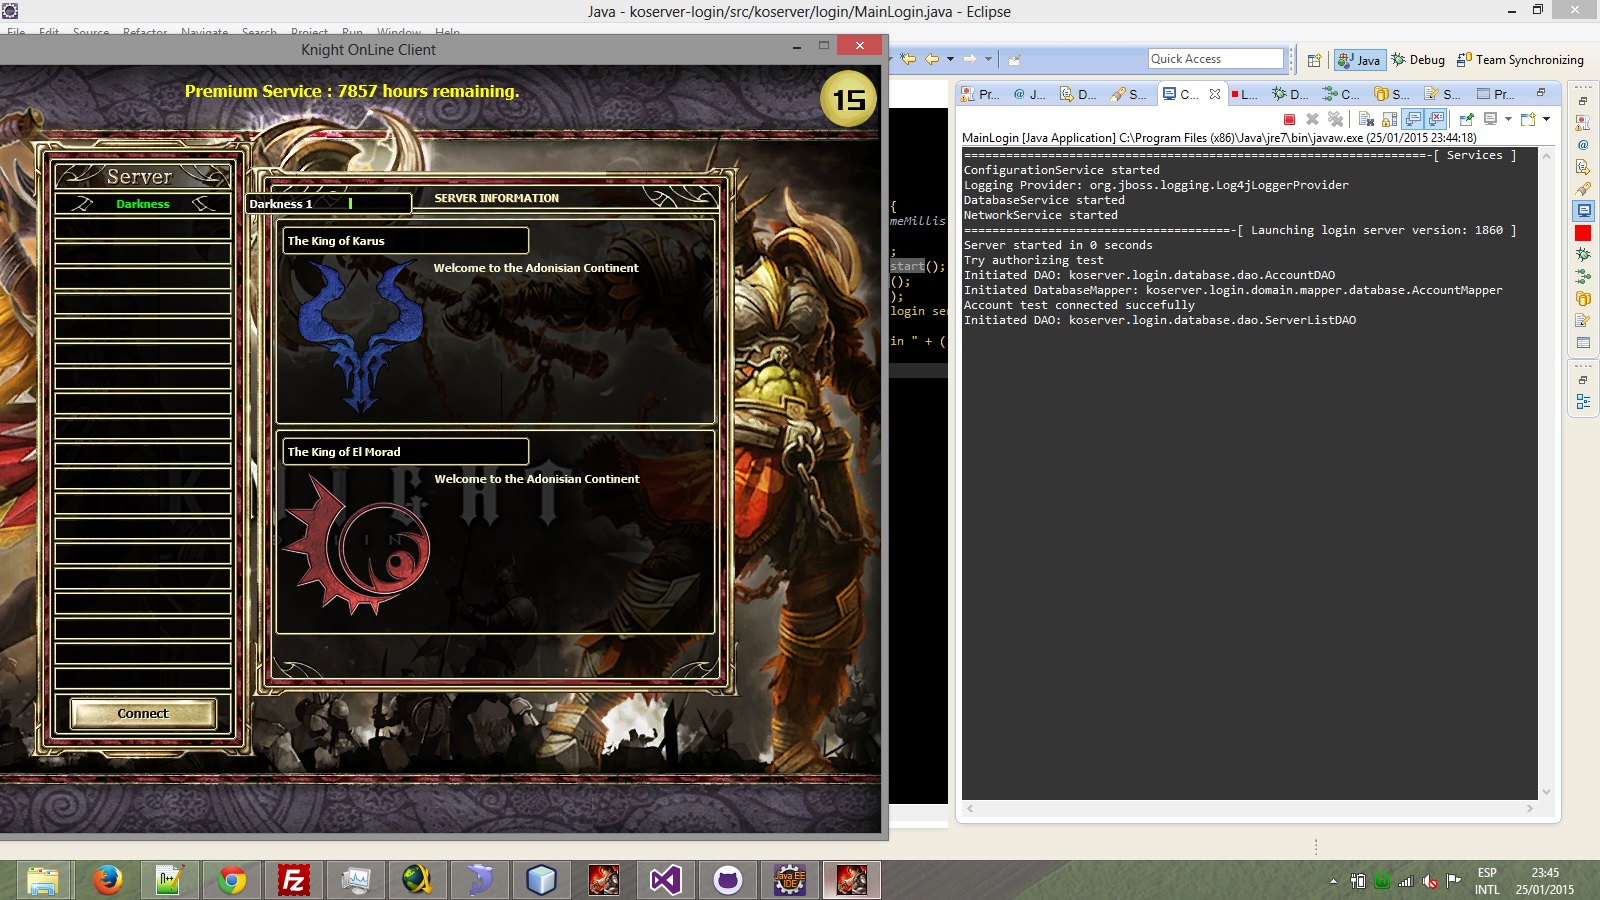 Java - koserver-login/src/koserver/login/MainLogin.java - Eclipse
File Edit Source Refactor Navigate Search Project Run Window Help
Knight OnLine Client
Quick Access
Java
Debug
Team Synchronizing
Premium Service : 7857 hours remaining.
15
Server
Darkness
Darkness 1
SERVER INFORMATION
The King of Karus
Welcome to the Adonisian Continent
The King of El Morad
Welcome to the Adonisian Continent
KNIGHT
Connect
{
meMillis
;
start();
();
);
login ser
in " + (
Pr... @ J... D... S... C... L... D... C... S... S... Pr...
MainLogin [Java Application] C:\Program Files (x86)\Java\jre7\bin\javaw.exe (25/01/2015 23:44:18)
==================================================================-[ Services ]
ConfigurationService started
Logging Provider: org.jboss.logging.Log4jLoggerProvider
DatabaseService started
NetworkService started
======================================-[ Launching login server version: 1860 ]
Server started in 0 seconds
Try authorizing test
Initiated DAO: koserver.login.database.dao.AccountDAO
Initiated DatabaseMapper: koserver.login.domain.mapper.database.AccountMapper
Account test connected succefully
Initiated DAO: koserver.login.database.dao.ServerListDAO
Fz
Java EE
IDE
ESP
INTL
23:45
25/01/2015